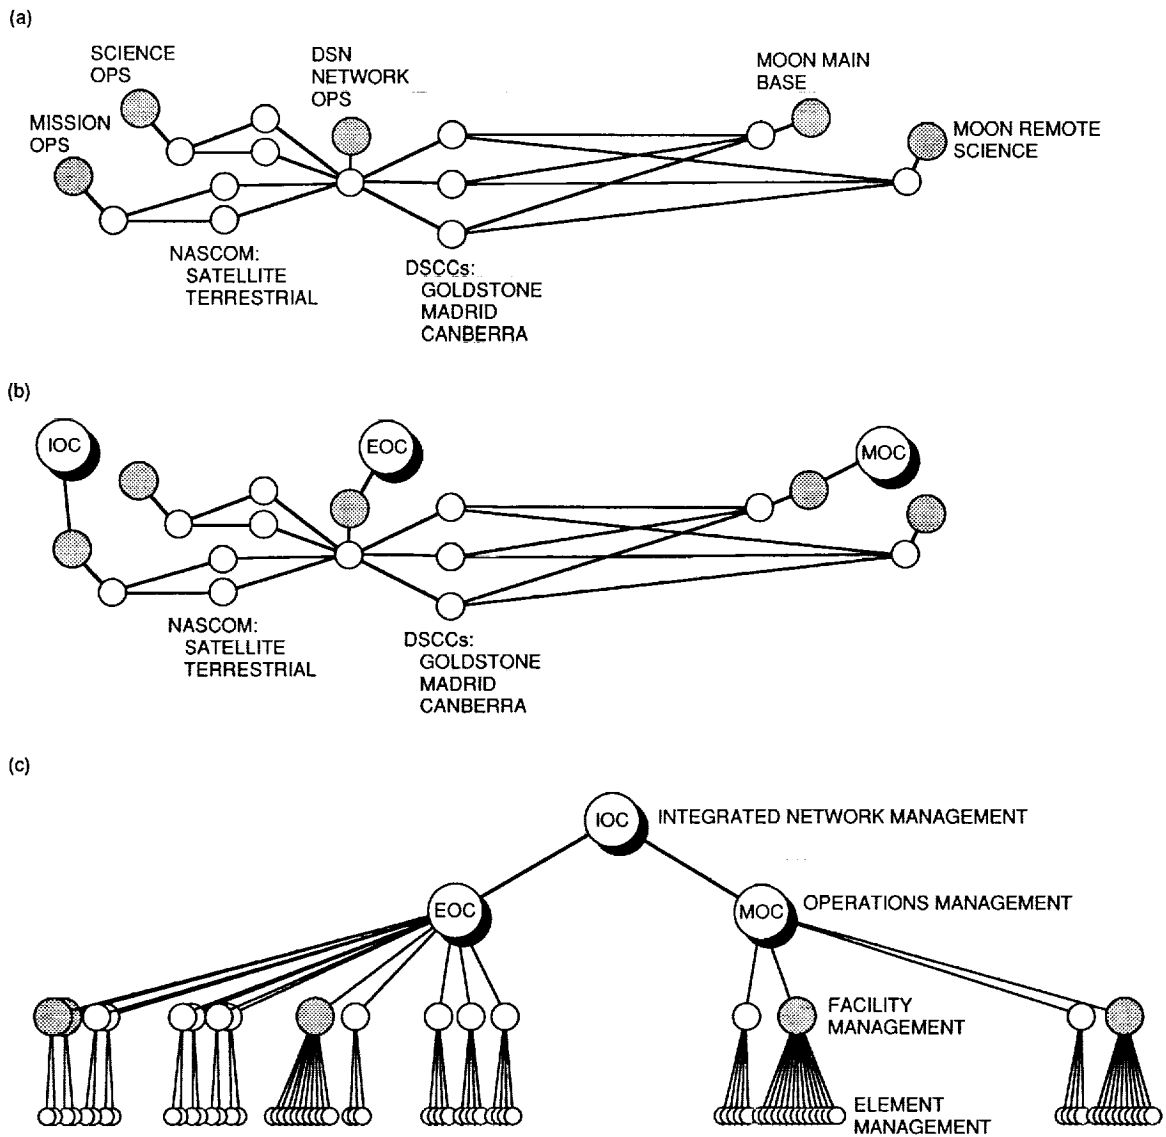 (a)
SCIENCE
OPS
DSN
NETWORK
OPS
MOON MAIN
BASE
MISSION
OPS
MOON REMOTE
SCIENCE
NASCOM:
SATELLITE
TERRESTRIAL
DSCCs:
GOLDSTONE
MADRID
CANBERRA
(b)
IOC
EOC
MOC
NASCOM:
SATELLITE
TERRESTRIAL
DSCCs:
GOLDSTONE
MADRID
CANBERRA
(c)
IOC
INTEGRATED NETWORK MANAGEMENT
EOC
MOC
OPERATIONS MANAGEMENT
FACILITY
MANAGEMENT
ELEMENT
MANAGEMENT